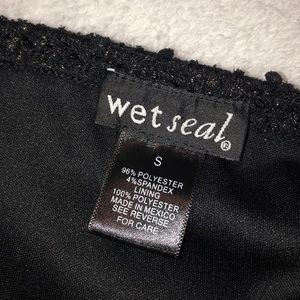 wet seal®
S
96% POLYESTER
4% SPANDEX
LINING
100% POLYESTER
MADE IN MEXICO
SEE REVERSE
FOR CARE